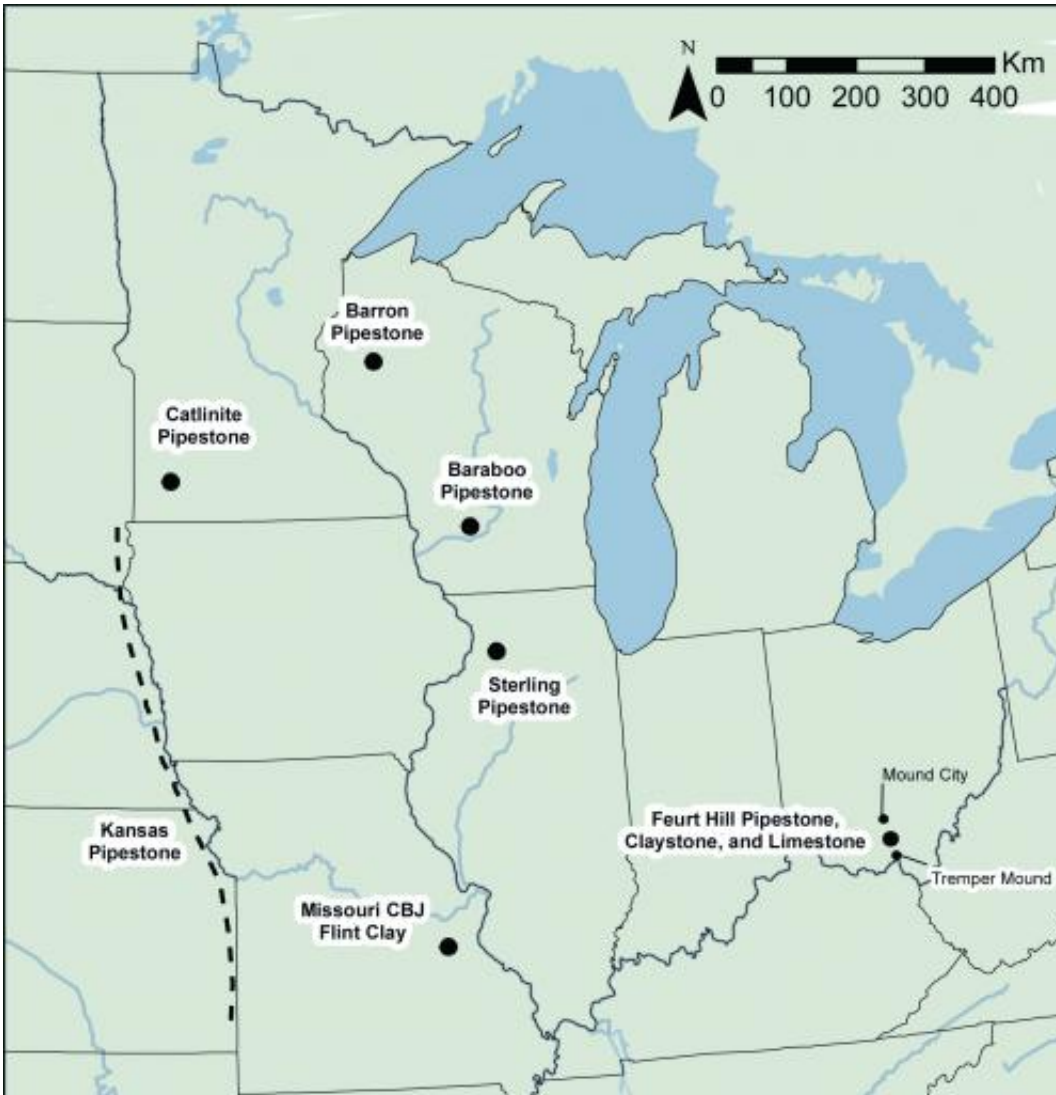 N
Km
0 100 200 300 400
Barron
Pipestone
Catlinite
Pipestone
Baraboo
Pipestone
Sterling
Pipestone
Mound City
Feurt Hill Pipestone,
Claystone, and Limestone
Tremper Mound
Kansas
Pipestone
Missouri CBJ
Flint Clay